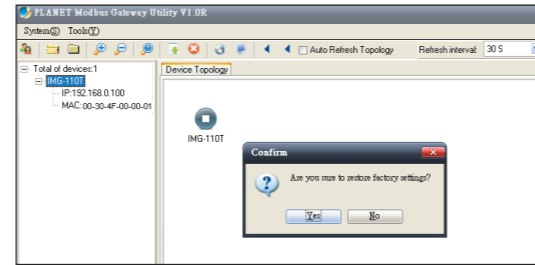 PLANET Modbus Gateway Utility V1.0R
System(S) Tools(Y)
Auto Refresh Topology Refresh interval: 30 S
Total of devices:1
IMG-110T
IP:192.168.0.100
MAC:00-30-4F-00-00-01
Device Topology
IMG-110T
Confirm
Are you sure to restore factory settings?
Yes No